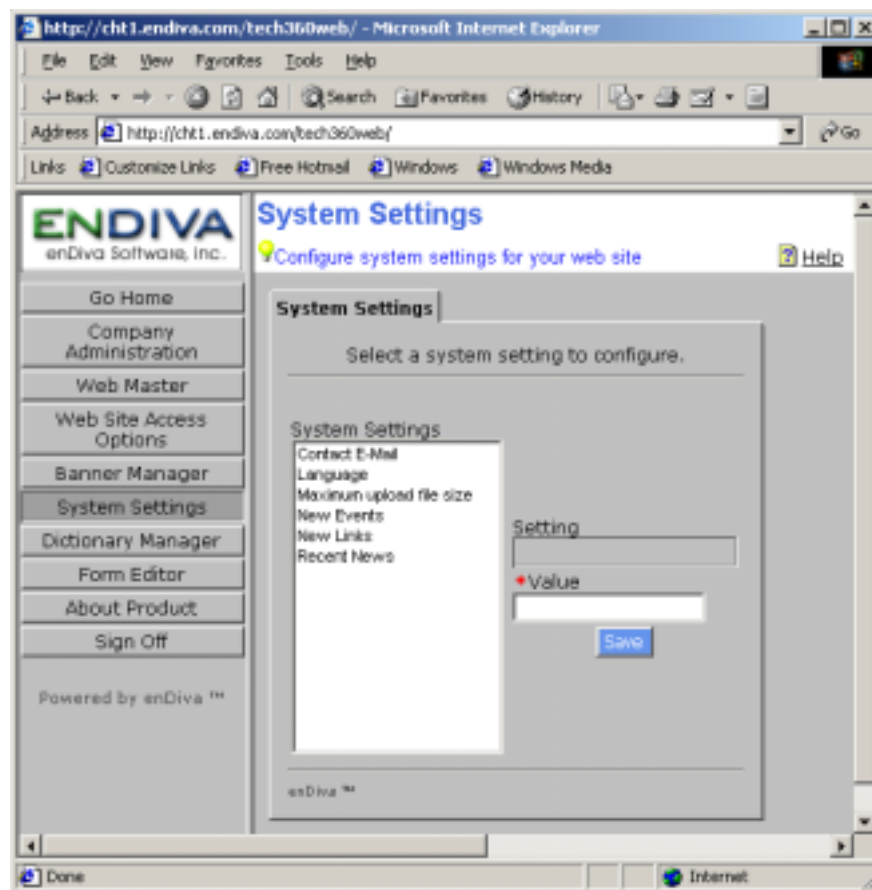 http://cht1.endiva.com/tech360web/ - Microsoft Internet Explorer
File Edit View Favorites Tools Help
Back Search Favorites History
Address http://cht1.endiva.com/tech360web/ Go
Links Customize Links Free Hotmail Windows Windows Media
ENDIVA
enDiva Software, Inc.
System Settings
Configure system settings for your web site
Help
Go Home
Company
Administration
Web Master
Web Site Access
Options
Banner Manager
System Settings
Dictionary Manager
Form Editor
About Product
Sign Off
Powered by enDiva ™
System Settings
Select a system setting to configure.
System Settings
Contact E-Mail
Language
Maximum upload file size
New Events
New Links
Recent News
Setting
*Value
Save
enDiva ™
Done Internet